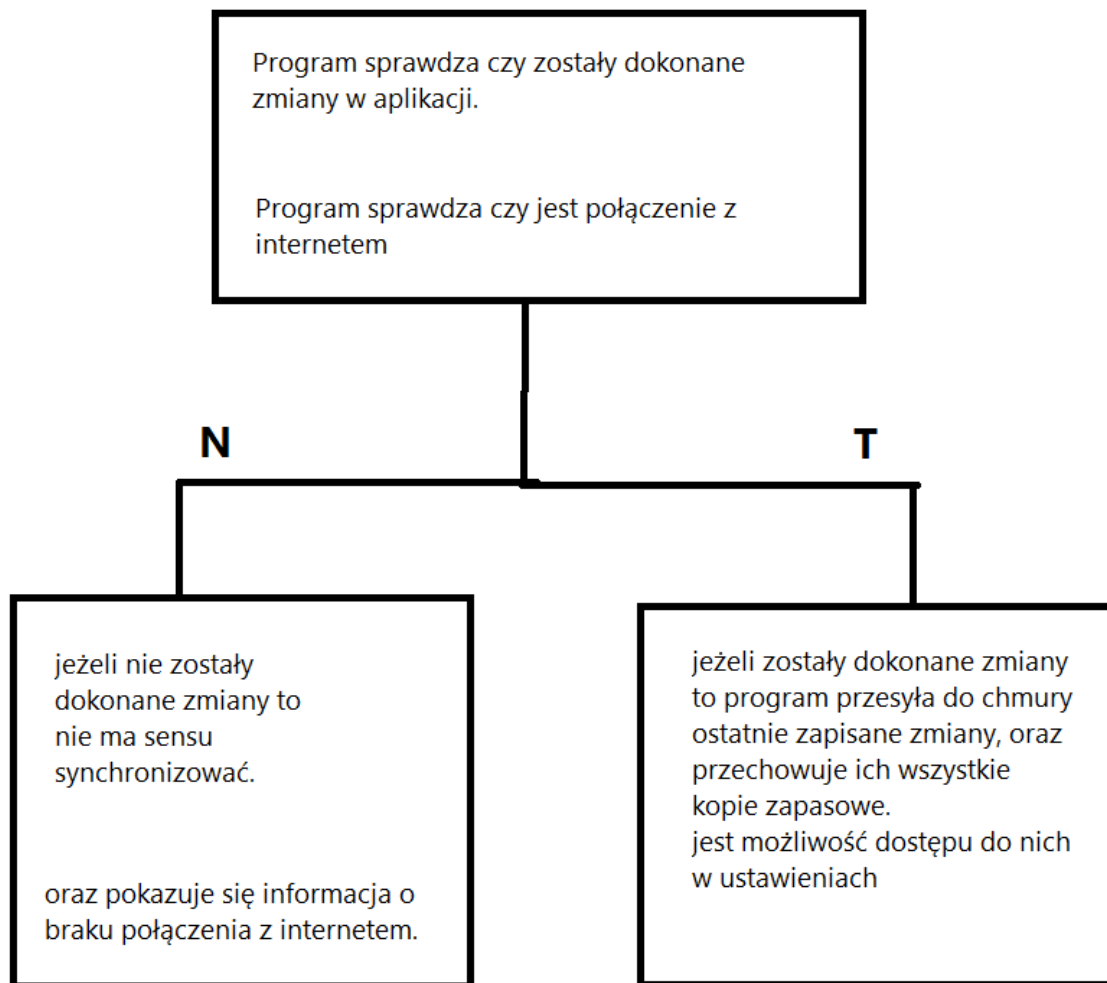 Program sprawdza czy zostały dokonane
zmiany w aplikacji.
Program sprawdza czy jest połączenie z
internetem
N
T
jeżeli nie zostały
dokonane zmiany to
nie ma sensu
synchronizować.
oraz pokazuje się informacja o
braku połączenia z internetem.
jeżeli zostały dokonane zmiany
to program przesyła do chmury
ostatnie zapisane zmiany, oraz
przechowuje ich wszystkie
kopie zapasowe.
jest możliwość dostępu do nich
w ustawieniach